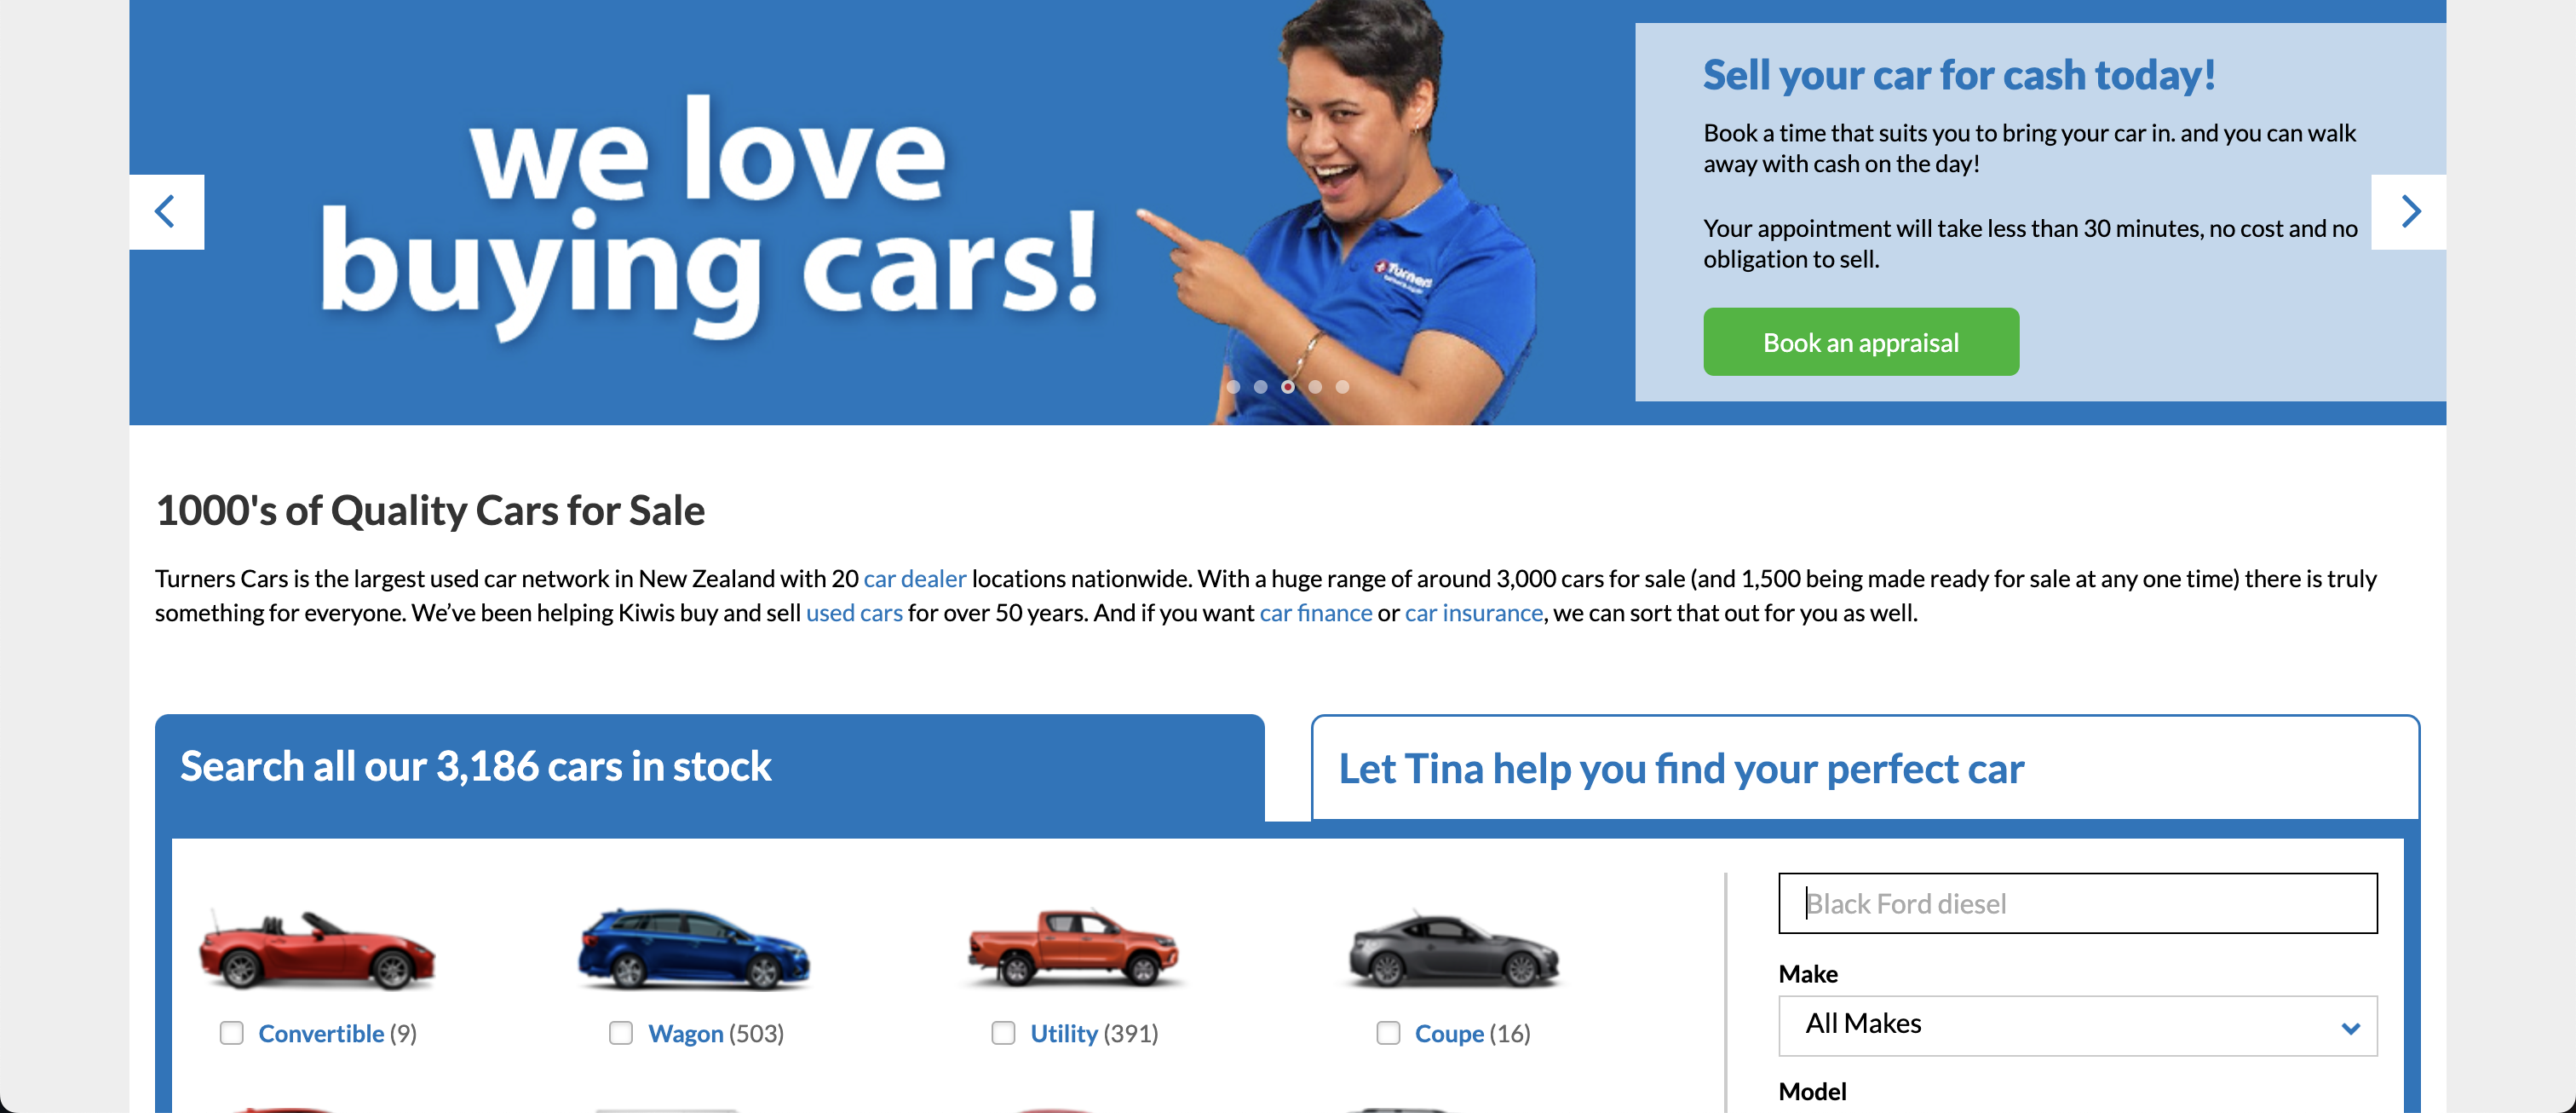 we love
buying cars!
Turners
Sell your car for cash today!
Book a time that suits you to bring your car in. and you can walk
away with cash on the day!
Your appointment will take less than 30 minutes, no cost and no
obligation to sell.
Book an appraisal
1000's of Quality Cars for Sale
Turners Cars is the largest used car network in New Zealand with 20 car dealer locations nationwide. With a huge range of around 3,000 cars for sale (and 1,500 being made ready for sale at any one time) there is truly
something for everyone. We’ve been helping Kiwis buy and sell used cars for over 50 years. And if you want car finance or car insurance, we can sort that out for you as well.
Search all our 3,186 cars in stock
Let Tina help you find your perfect car
Convertible (9)
Wagon (503)
Utility (391)
Coupe (16)
Black Ford diesel
Make
All Makes
Model